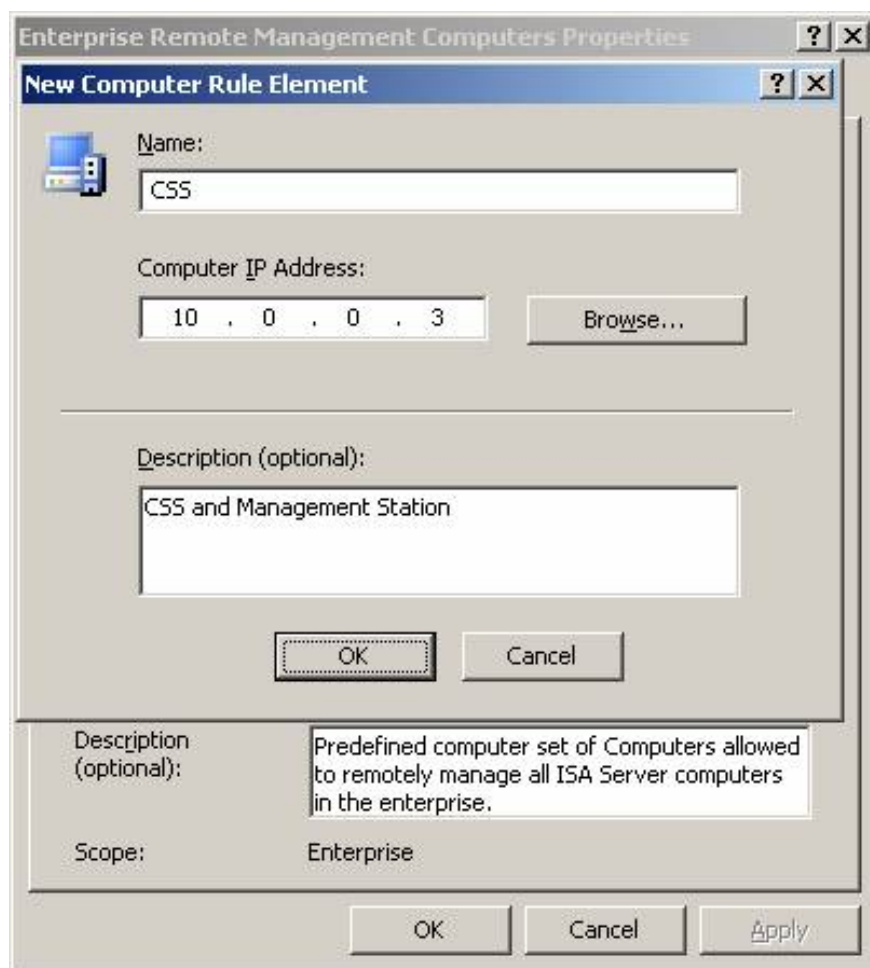 Enterprise Remote Management Computers Properties
New Computer Rule Element
Name:
CSS
Computer IP Address:
10 . 0 . 0 . 3
Browse...
Description (optional):
CSS and Management Station
OK Cancel
Description
(optional):
Predefined computer set of Computers allowed
to remotely manage all ISA Server computers
in the enterprise.
Scope: Enterprise
OK Cancel Apply